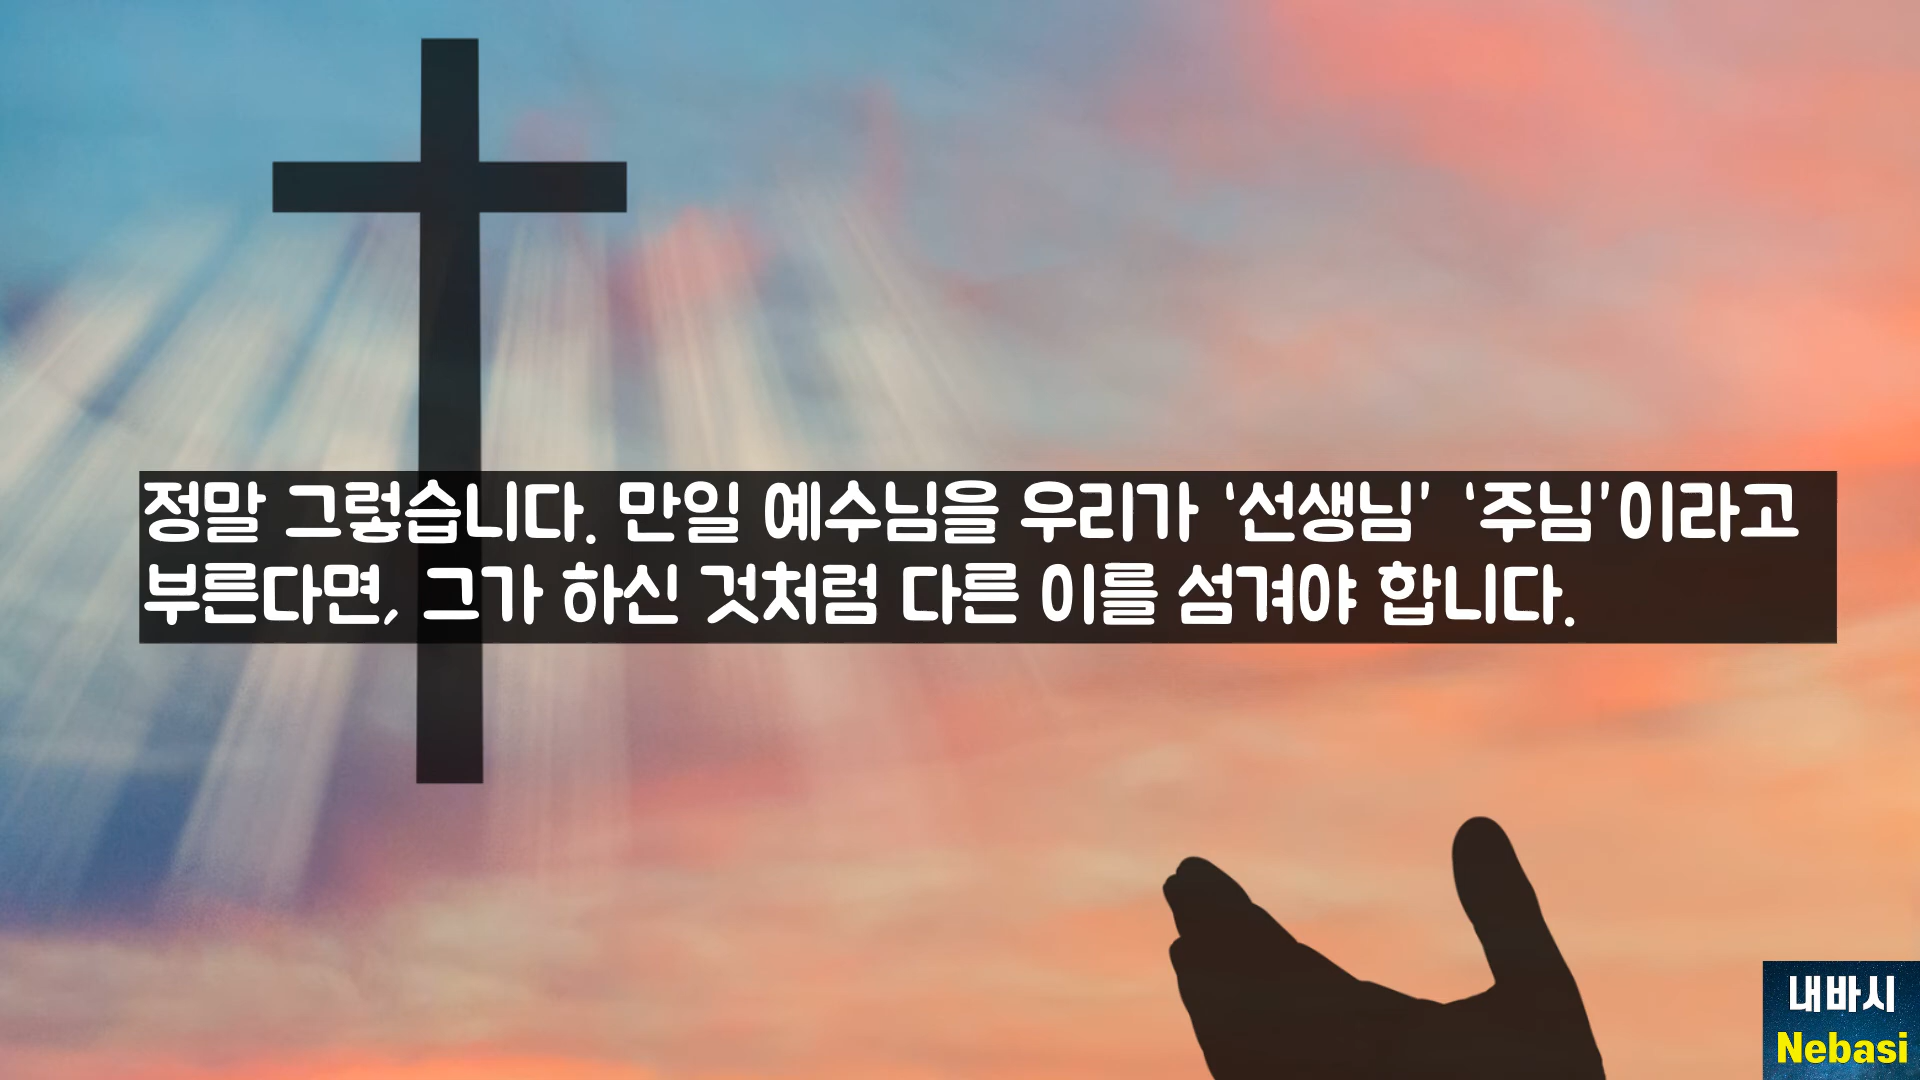 정말 그렇습니다. 만일 예수님을 우리가 ‘선생님’ ‘주님’이라고
부른다면, 그가 하신 것처럼 다른 이를 섬겨야 합니다.
내바시
Nebasi